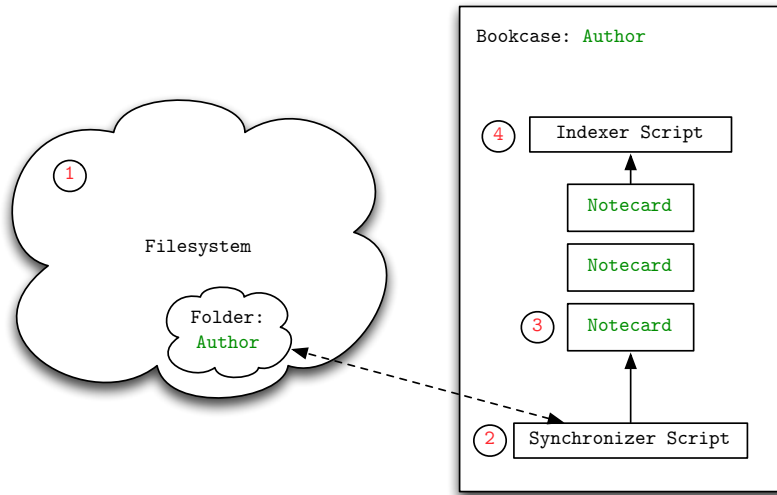 Bookcase: Author
4
Indexer Script
1
Notecard
Filesystem
Notecard
Folder:
Author
3
Notecard
2
Synchronizer Script